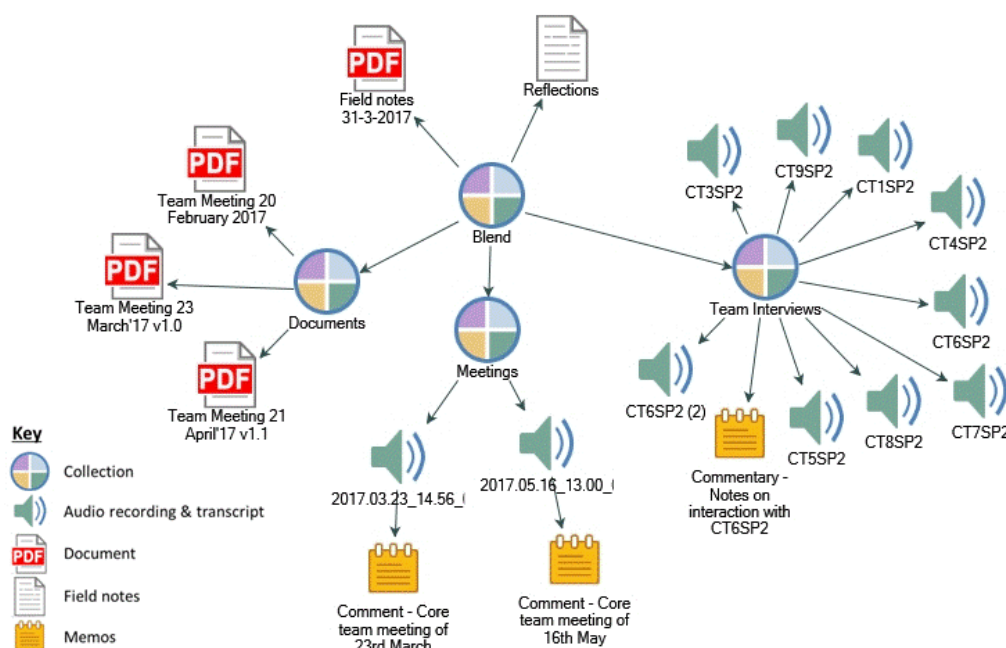 PDF
Field notes
31-3-2017
Reflections
PDF
Team Meeting 20
February 2017
CT3SP2
CT9SP2
CT1SP2
CT4SP2
Blend
PDF
Team Meeting 23
March'17 v1.0
Documents
Team Interviews
CT6SP2
Meetings
PDF
Team Meeting 21
April'17 v1.1
CT6SP2 (2)
CT5SP2
CT8SP2
CT7SP2
Commentary -
Notes on
interaction with
CT6SP2
2017.03.23_14.56_
2017.05.16_13.00_
Comment - Core
team meeting of
23rd March
Comment - Core
team meeting of
16th May
Key
Collection
Audio recording & transcript
PDF
Document
Field notes
Memos